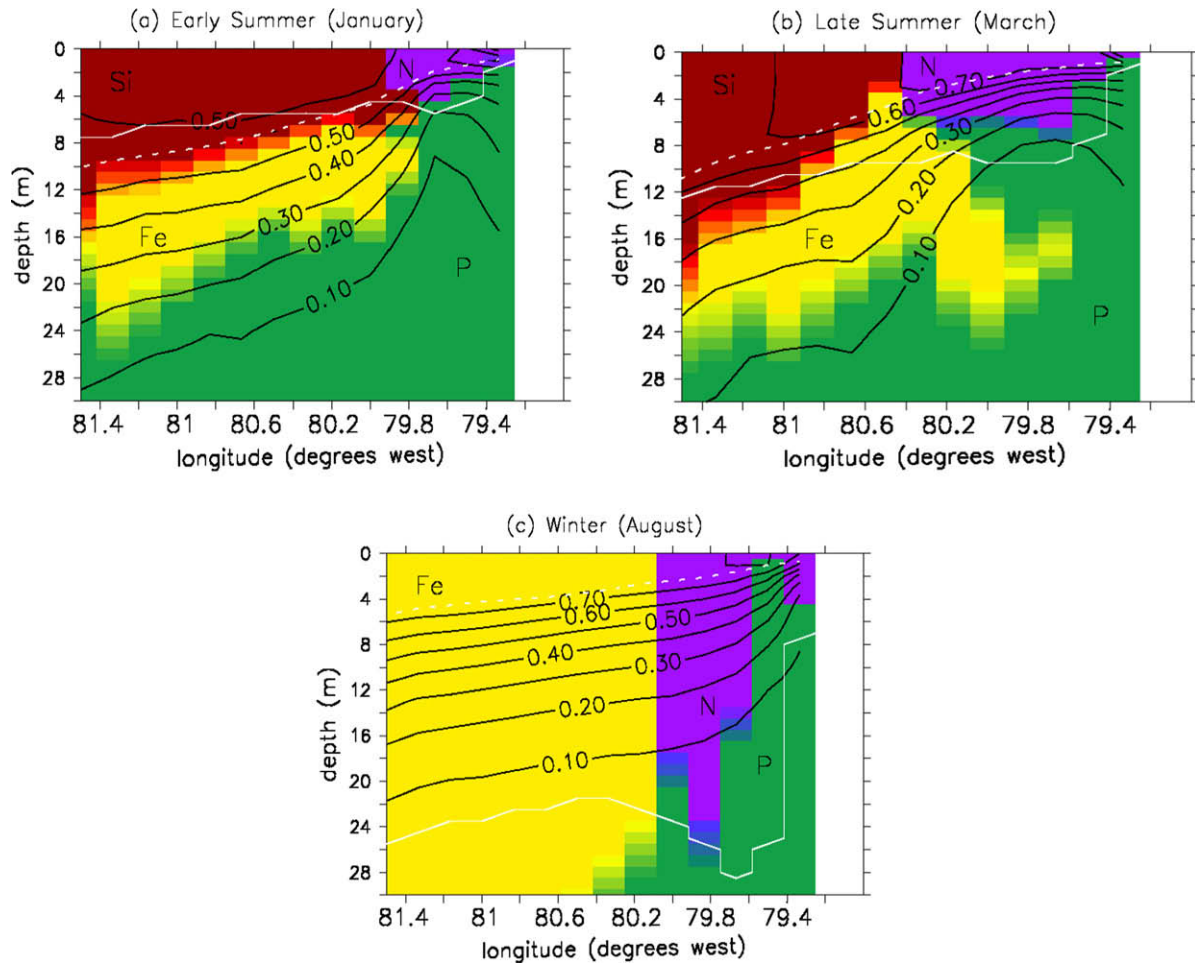 (a) Early Summer (January)
0
4
8
12
16
20
24
28
depth (m)
Si
N
Fe
P
0.50
0.50
0.40
0.30
0.20
0.10
81.4 81 80.6 80.2 79.8 79.4
longitude (degrees west)
(b) Late Summer (March)
0
4
8
12
16
20
24
28
depth (m)
Si
N
Fe
P
0.70
0.60
0.30
0.20
0.10
81.4 81 80.6 80.2 79.8 79.4
longitude (degrees west)
(c) Winter (August)
0
4
8
12
16
20
24
28
depth (m)
Fe
N
P
0.70
0.60
0.50
0.40
0.30
0.20
0.10
81.4 81 80.6 80.2 79.8 79.4
longitude (degrees west)